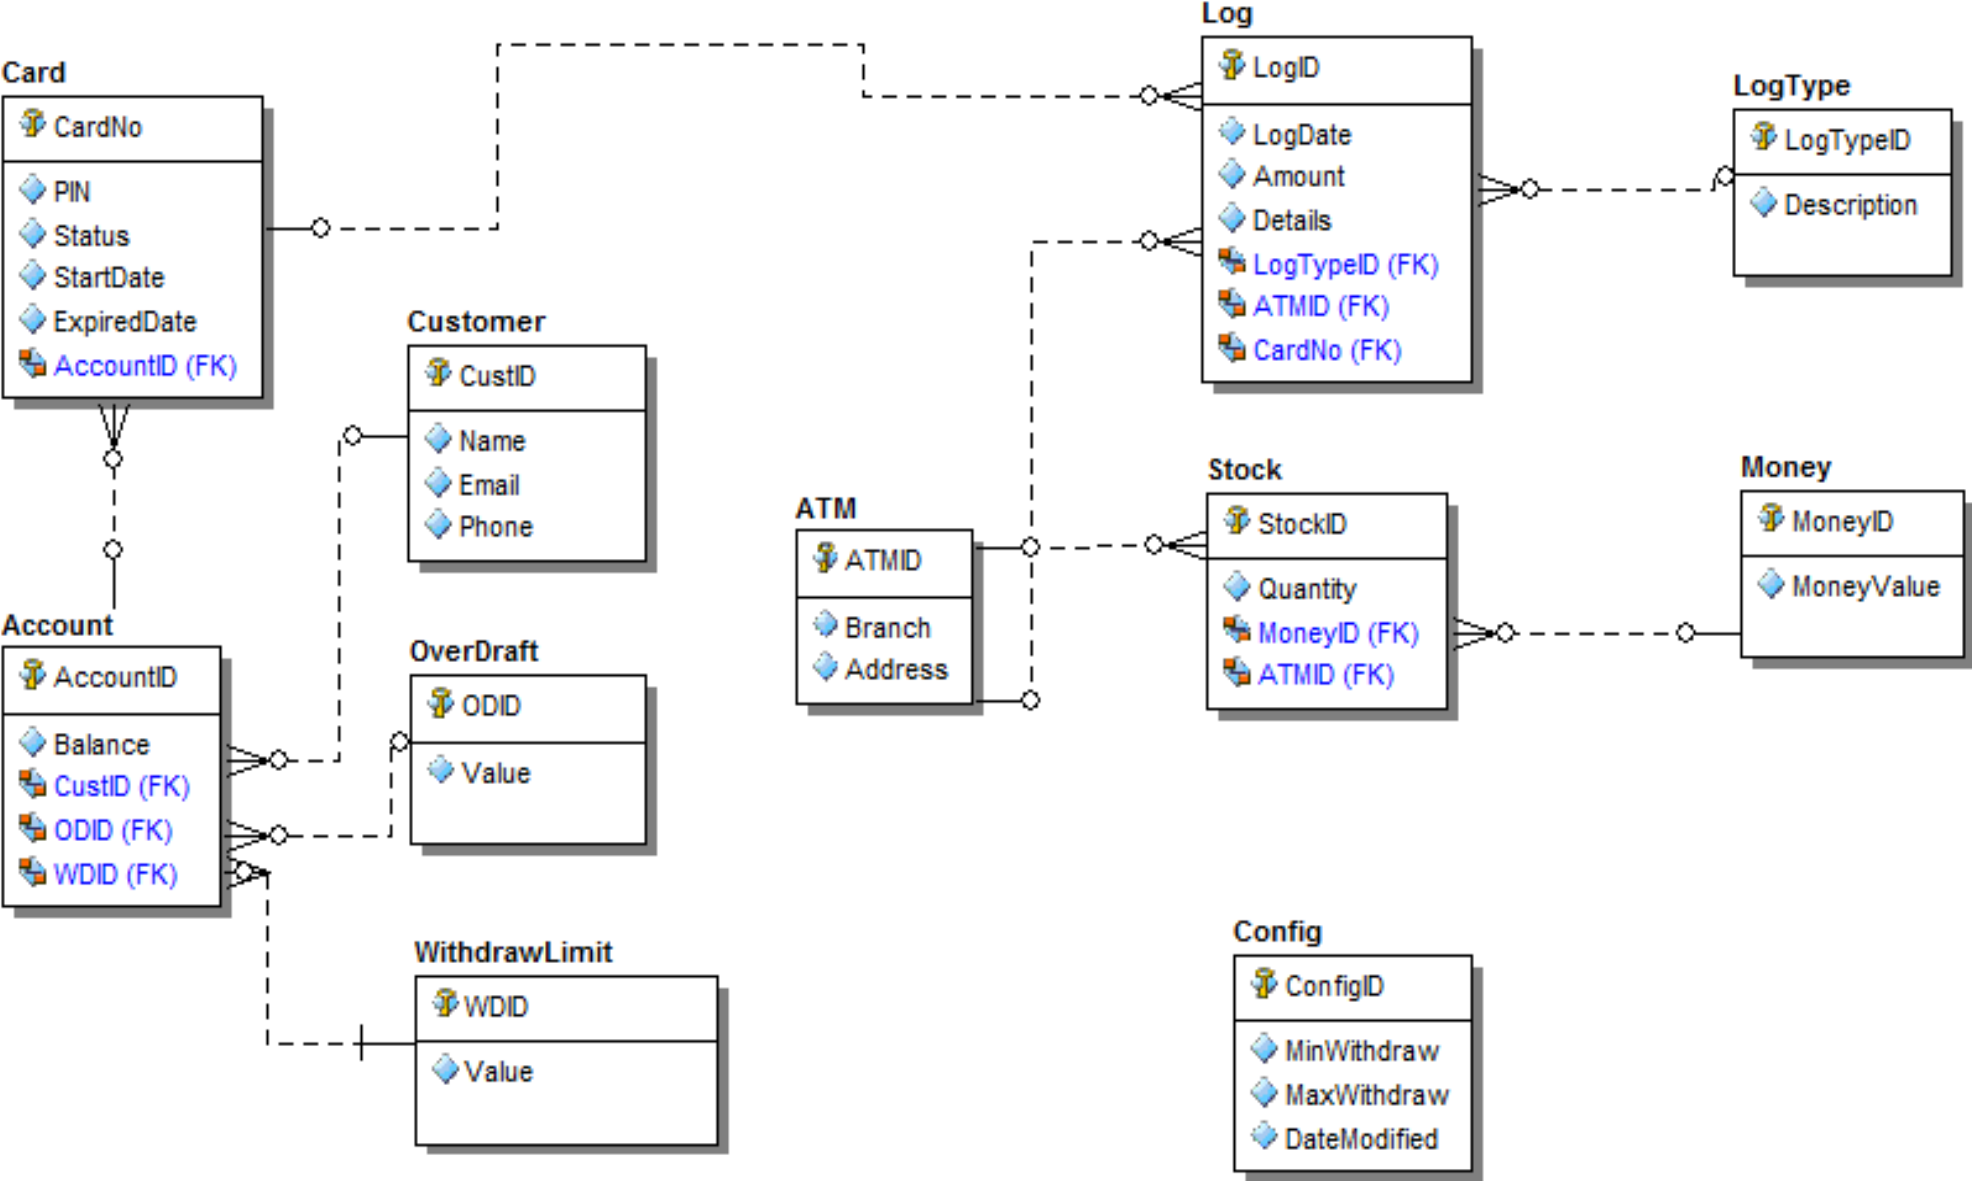 Card
CardNo
PIN
Status
StartDate
ExpiredDate
AccountID (FK)
Customer
CustID
Name
Email
Phone
Account
AccountID
Balance
CustID (FK)
ODID (FK)
WDID (FK)
OverDraft
ODID
Value
WithdrawLimit
WDID
Value
ATM
ATMID
Branch
Address
Log
LogID
LogDate
Amount
Details
LogTypeID (FK)
ATMID (FK)
CardNo (FK)
LogType
LogTypeID
Description
Stock
StockID
Quantity
MoneyID (FK)
ATMID (FK)
Money
MoneyID
MoneyValue
Config
ConfigID
MinWithdraw
MaxWithdraw
DateModified